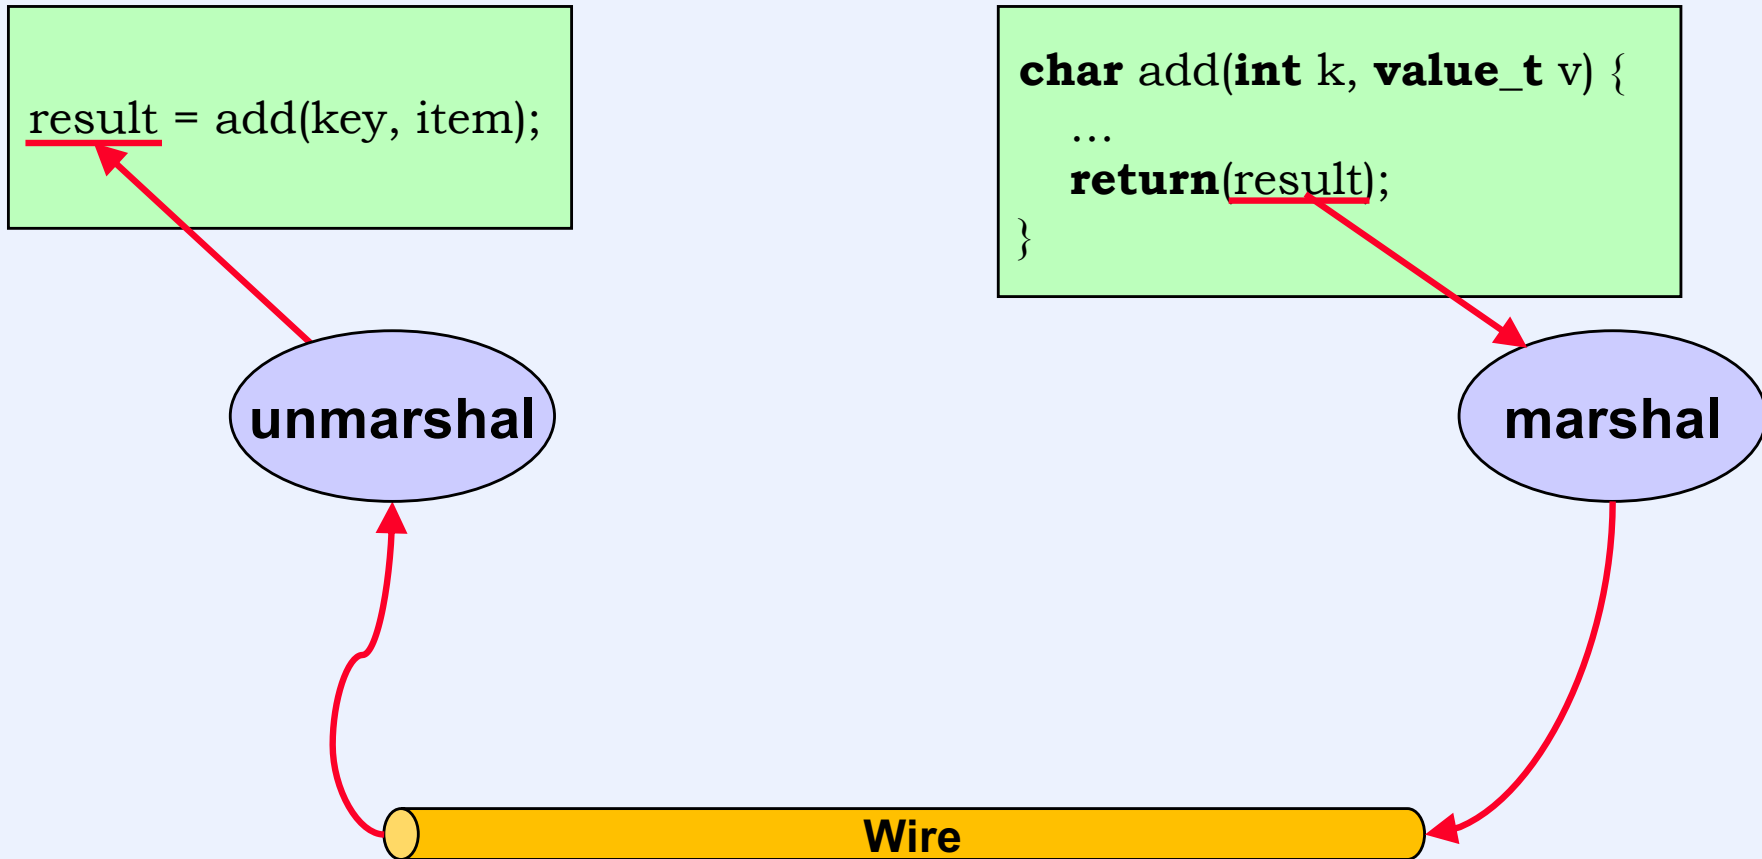 result = add(key, item);
char add(int k, value_t v) {
...
return(result);
}
unmarshal
marshal
Wire